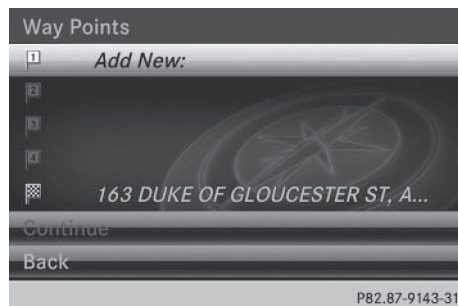 Way Points
1 Add New:
2
3
4
163 DUKE OF GLOUCESTER ST, A...
Continue
Back
P82.87-9143-31